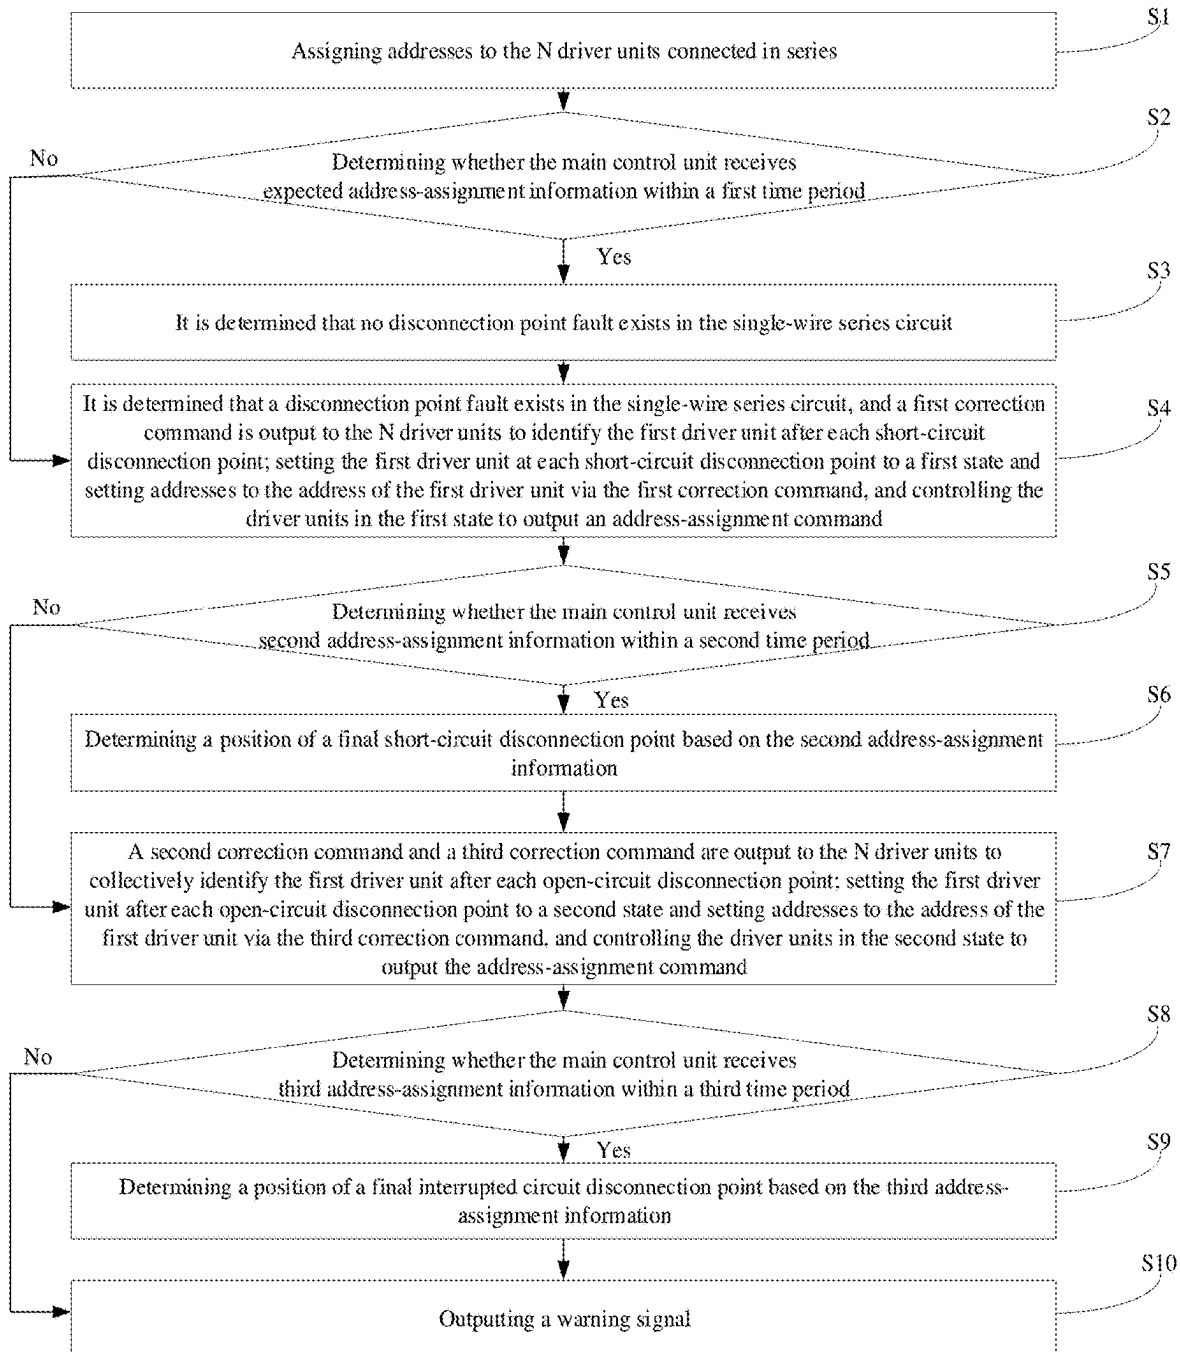 S1
Assigning addresses to the N driver units connected in series
S2
No
Determining whether the main control unit receives
expected address-assignment information within a first time period
Yes
S3
It is determined that no disconnection point fault exists in the single-wire series circuit
S4
It is determined that a disconnection point fault exists in the single-wire series circuit, and a first correction
command is output to the N driver units to identify the first driver unit after each short-circuit
disconnection point; setting the first driver unit at each short-circuit disconnection point to a first state and
setting addresses to the address of the first driver unit via the first correction command, and controlling the
driver units in the first state to output an address-assignment command
S5
No
Determining whether the main control unit receives
second address-assignment information within a second time period
Yes
S6
Determining a position of a final short-circuit disconnection point based on the second address-assignment
information
S7
A second correction command and a third correction command are output to the N driver units to
collectively identify the first driver unit after each open-circuit disconnection point; setting the first driver
unit after each open-circuit disconnection point to a second state and setting addresses to the address of the
first driver unit via the third correction command, and controlling the driver units in the second state to
output the address-assignment command
S8
No
Determining whether the main control unit receives
third address-assignment information within a third time period
Yes
S9
Determining a position of a final interrupted circuit disconnection point based on the third address-
assignment information
S10
Outputting a warning signal